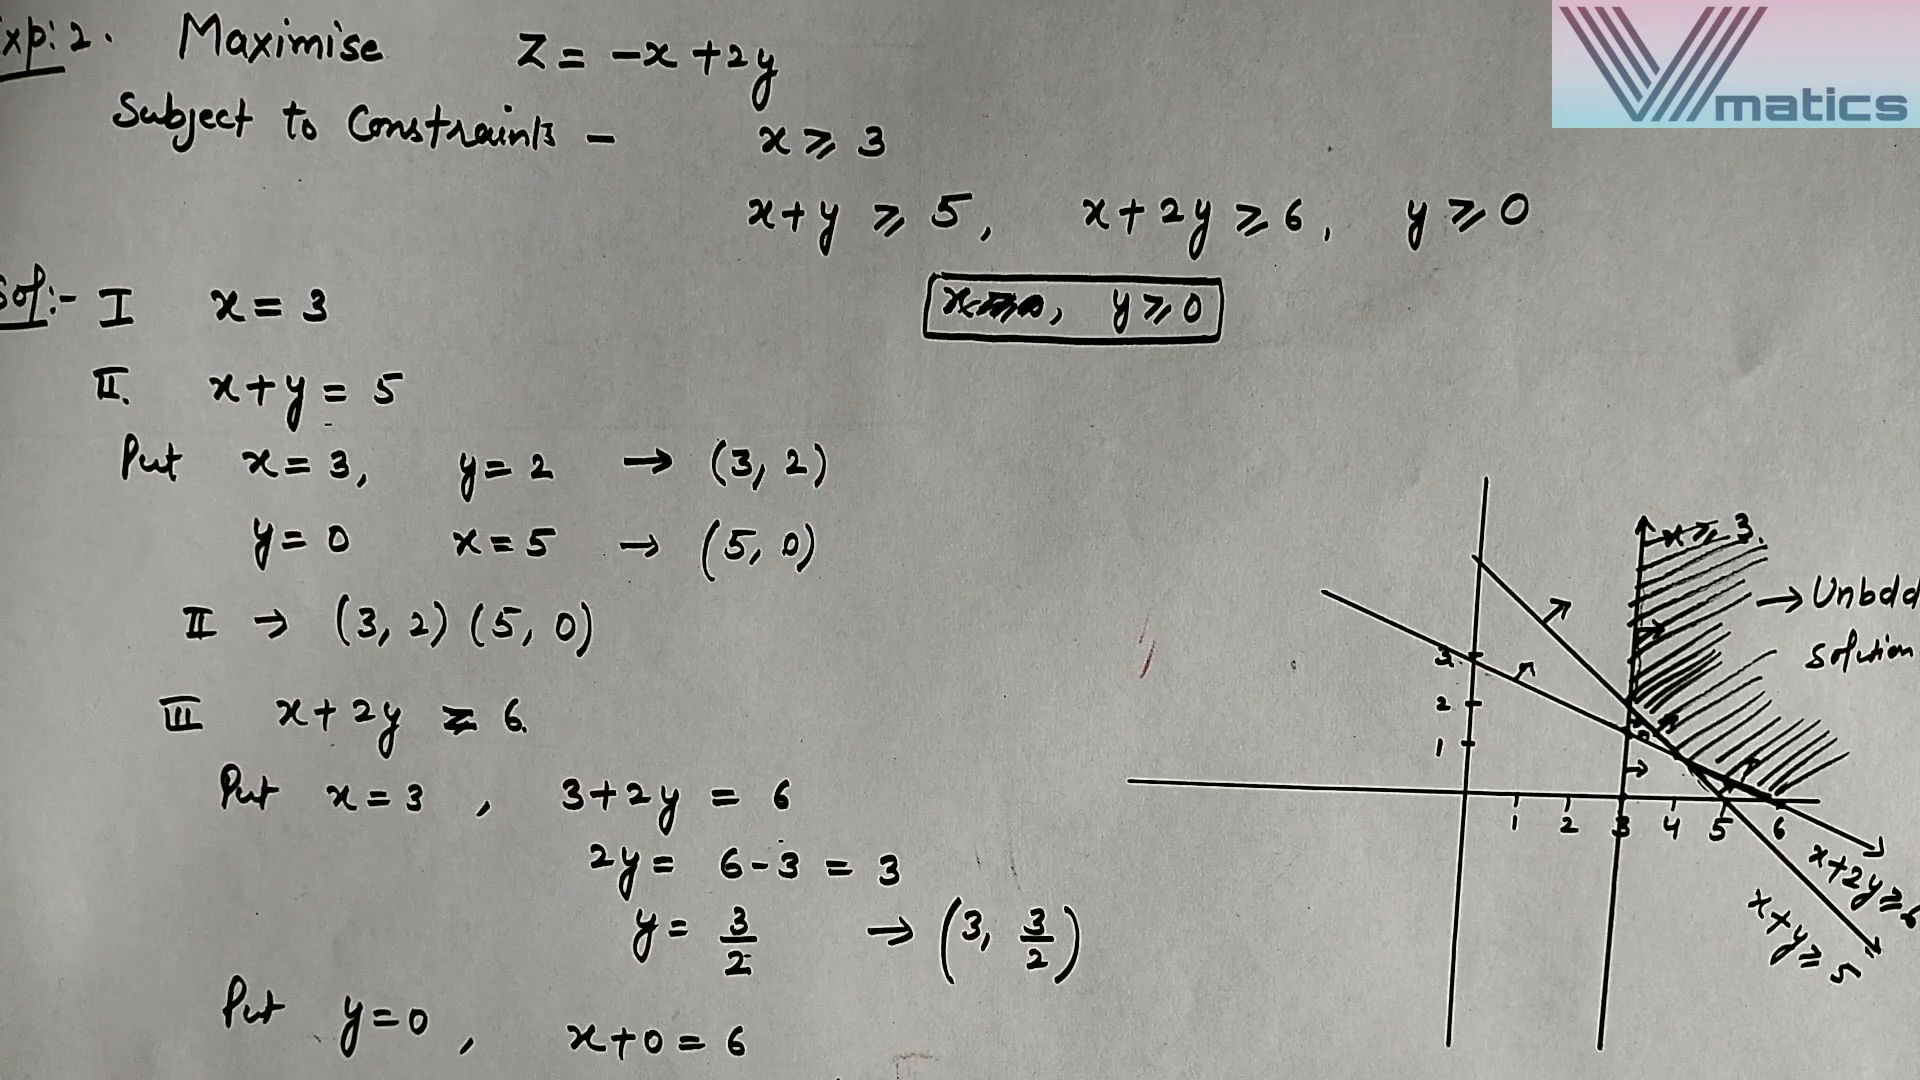 xp:2. Maximise Z = -x + 2y
Subject to Constraints - x ⩾ 3
x + y ⩾ 5, x + 2y ⩾ 6, y ⩾ 0
y ⩾ 0
Sol:- I x = 3
II. x + y = 5
Put x = 3, y = 2 → (3, 2)
y = 0 x = 5 → (5, 0)
II → (3, 2) (5, 0)
III x + 2y = 6.
Put x = 3, 3 + 2y = 6
2y = 6 - 3 = 3
y = 3/2 → (3, 3/2)
Put y = 0, x + 0 = 6
x ⩾ 3.
→ Unbdd
Solution
3
2
1
1 2 3 4 5 6
x + 2y ⩾ 6
x + y ⩾ 5
Vmatics